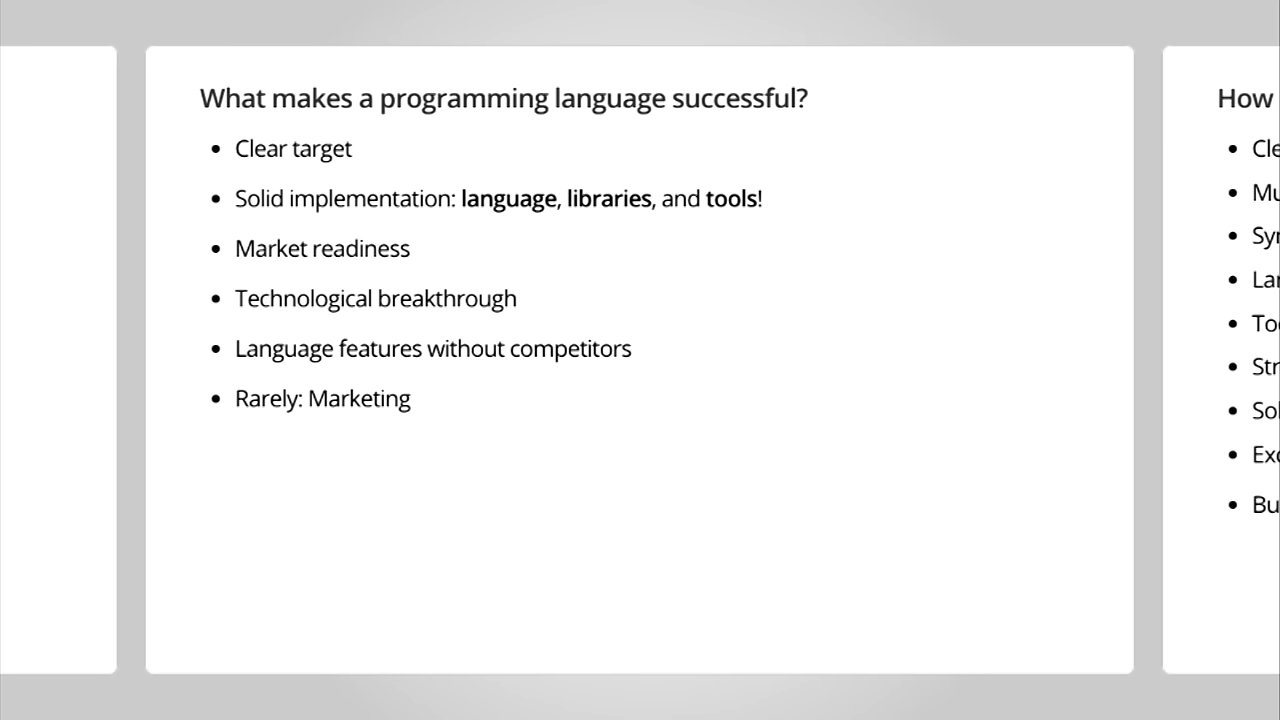 What makes a programming language successful?
Clear target
Solid implementation: language, libraries, and tools!
Market readiness
Technological breakthrough
Language features without competitors
Rarely: Marketing
How